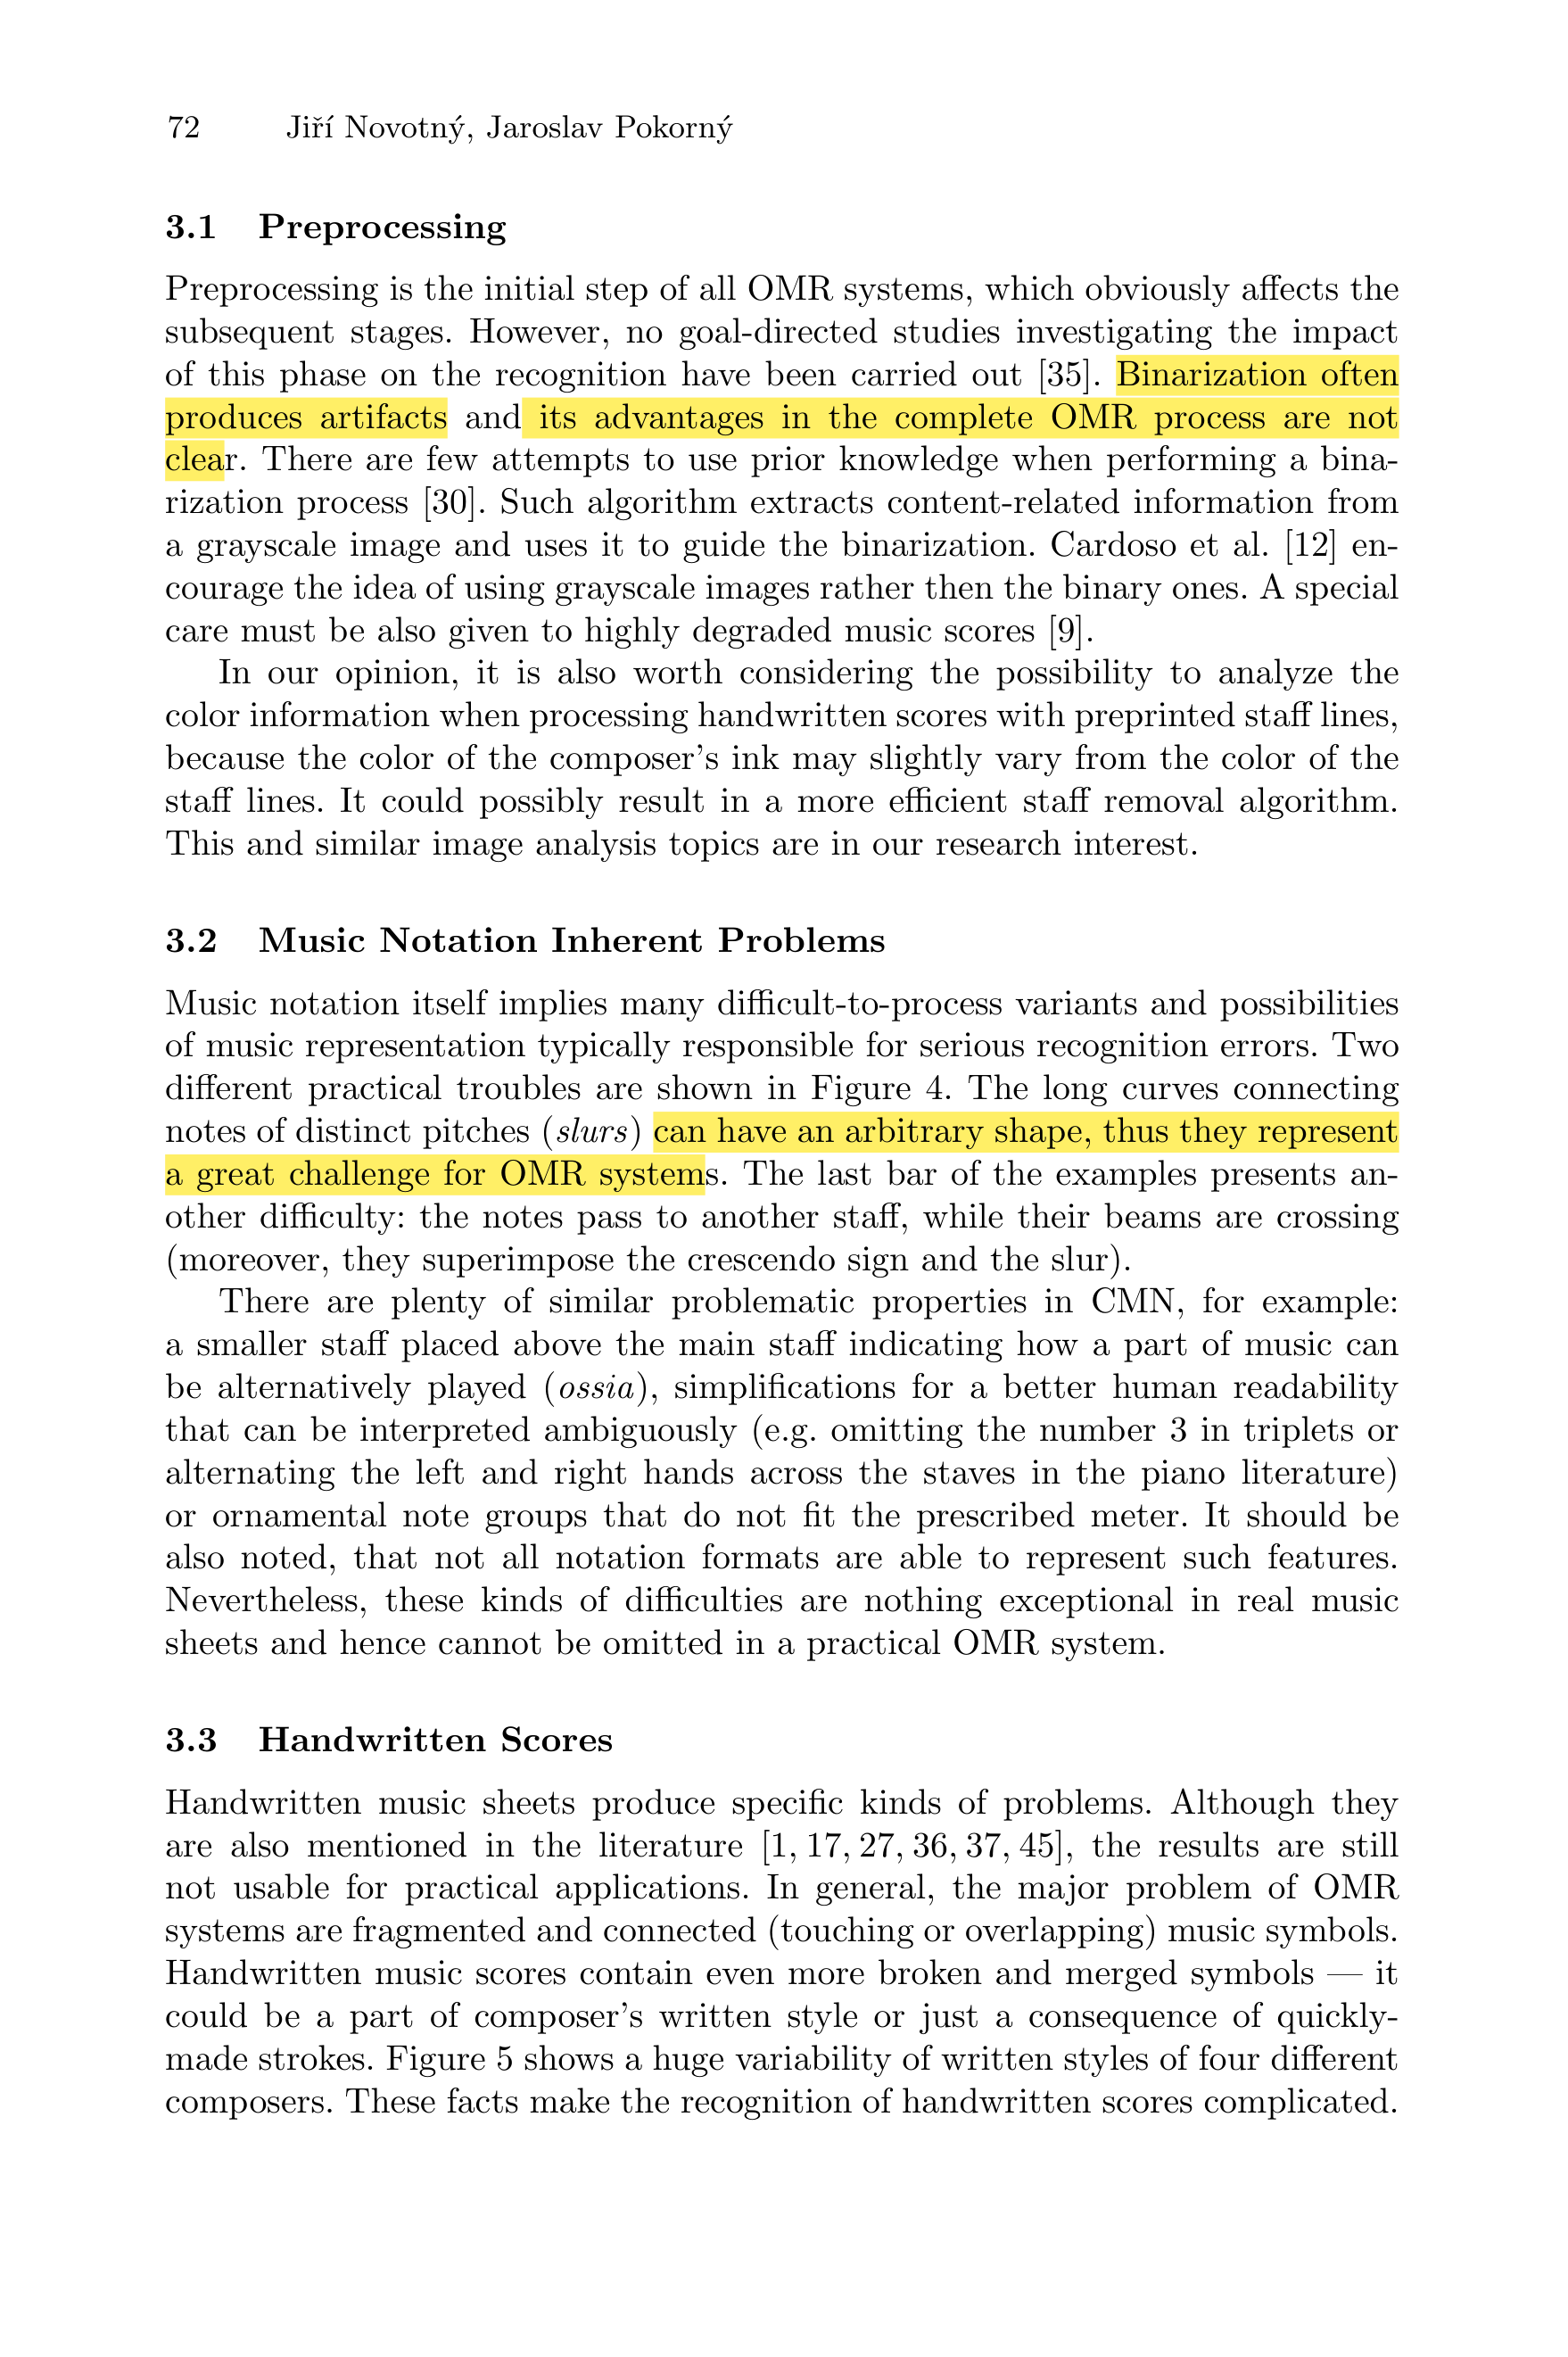 72 Jiří Novotný, Jaroslav Pokorný
3.1 Preprocessing
Preprocessing is the initial step of all OMR systems, which obviously affects the
subsequent stages. However, no goal-directed studies investigating the impact
of this phase on the recognition have been carried out [35]. Binarization often
produces artifacts and its advantages in the complete OMR process are not
clear. There are few attempts to use prior knowledge when performing a bina-
rization process [30]. Such algorithm extracts content-related information from
a grayscale image and uses it to guide the binarization. Cardoso et al. [12] en-
courage the idea of using grayscale images rather then the binary ones. A special
care must be also given to highly degraded music scores [9].
In our opinion, it is also worth considering the possibility to analyze the
color information when processing handwritten scores with preprinted staff lines,
because the color of the composer's ink may slightly vary from the color of the
staff lines. It could possibly result in a more efficient staff removal algorithm.
This and similar image analysis topics are in our research interest.
3.2 Music Notation Inherent Problems
Music notation itself implies many difficult-to-process variants and possibilities
of music representation typically responsible for serious recognition errors. Two
different practical troubles are shown in Figure 4. The long curves connecting
notes of distinct pitches (slurs) can have an arbitrary shape, thus they represent
a great challenge for OMR systems. The last bar of the examples presents an-
other difficulty: the notes pass to another staff, while their beams are crossing
(moreover, they superimpose the crescendo sign and the slur).
There are plenty of similar problematic properties in CMN, for example:
a smaller staff placed above the main staff indicating how a part of music can
be alternatively played (ossia), simplifications for a better human readability
that can be interpreted ambiguously (e.g. omitting the number 3 in triplets or
alternating the left and right hands across the staves in the piano literature)
or ornamental note groups that do not fit the prescribed meter. It should be
also noted, that not all notation formats are able to represent such features.
Nevertheless, these kinds of difficulties are nothing exceptional in real music
sheets and hence cannot be omitted in a practical OMR system.
3.3 Handwritten Scores
Handwritten music sheets produce specific kinds of problems. Although they
are also mentioned in the literature [1, 17, 27, 36, 37, 45], the results are still
not usable for practical applications. In general, the major problem of OMR
systems are fragmented and connected (touching or overlapping) music symbols.
Handwritten music scores contain even more broken and merged symbols — it
could be a part of composer's written style or just a consequence of quickly-
made strokes. Figure 5 shows a huge variability of written styles of four different
composers. These facts make the recognition of handwritten scores complicated.